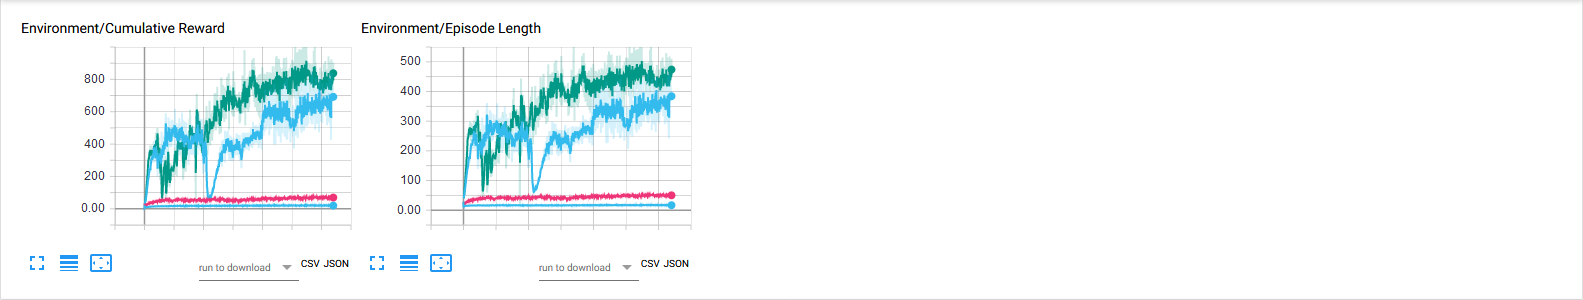 Environment/Cumulative Reward
800
600
400
200
0.00
run to download
CSV JSON
Environment/Episode Length
500
400
300
200
100
0.00
run to download
CSV JSON